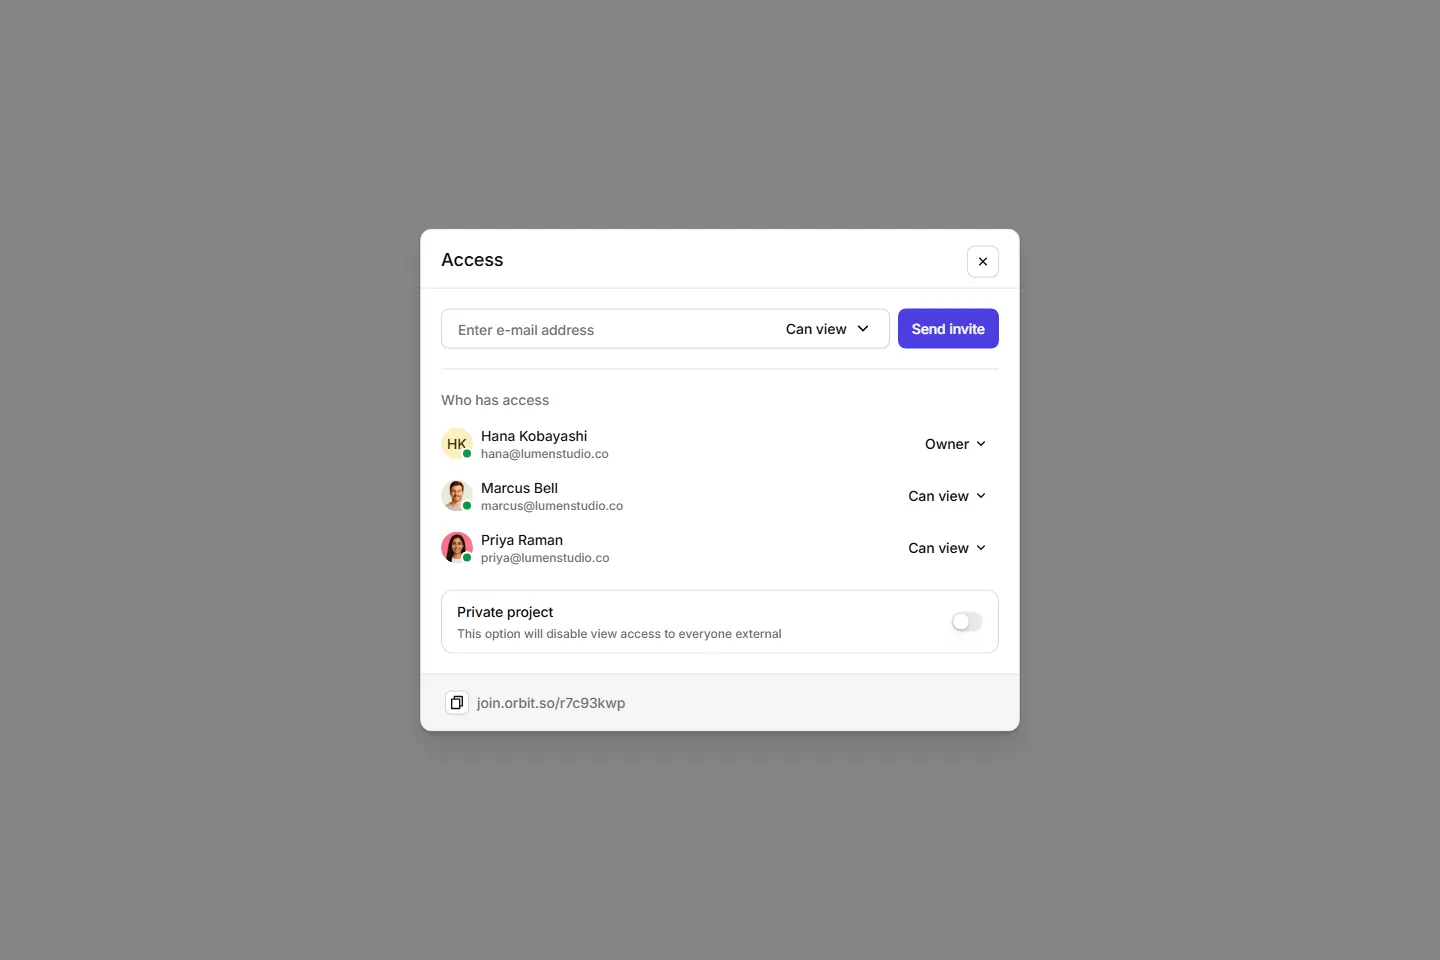 Access
Enter e-mail address Can view Send invite
Who has access
HK Hana Kobayashi Owner
hana@lumenstudio.co
Marcus Bell Can view
marcus@lumenstudio.co
Priya Raman Can view
priya@lumenstudio.co
Private project
This option will disable view access to everyone external
join.orbit.so/r7c93kwp